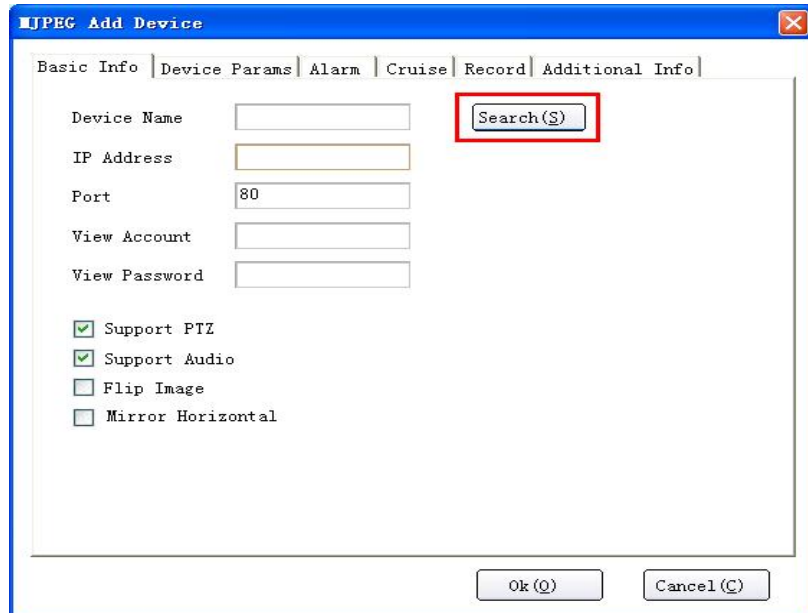 MJPEG Add Device
Basic Info Device Params Alarm Cruise Record Additional Info
Device Name Search(S)
IP Address
Port 80
View Account
View Password
Support PTZ
Support Audio
Flip Image
Mirror Horizontal
Ok(O) Cancel(C)